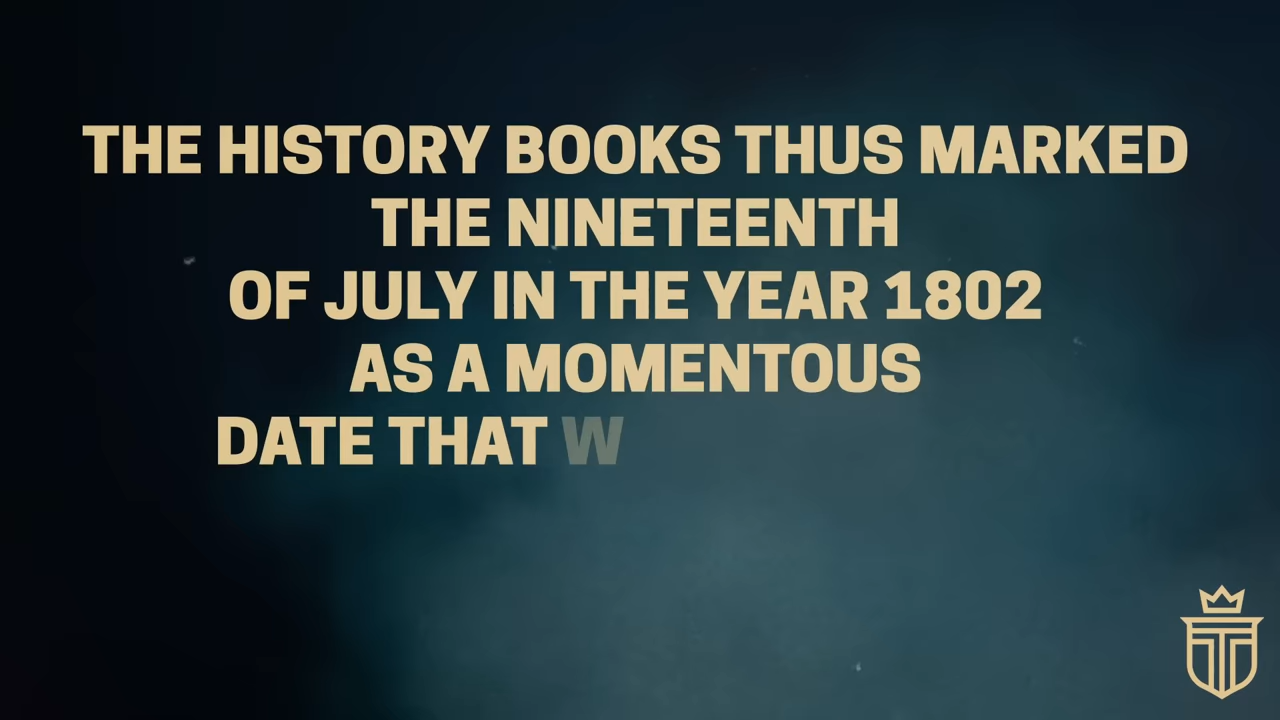 THE HISTORY BOOKS THUS MARKED
THE NINETEENTH
OF JULY IN THE YEAR 1802
AS A MOMENTOUS
DATE THAT W